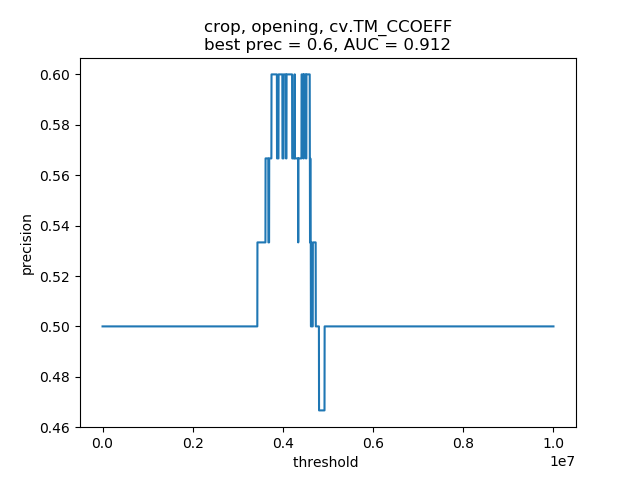 crop, opening, cv.TM_CCOEFF
best prec = 0.6, AUC = 0.912
0.60
0.58
0.56
0.54
0.52
0.50
0.48
0.46
precision
0.0
0.2
0.4
0.6
0.8
1.0
1e7
threshold